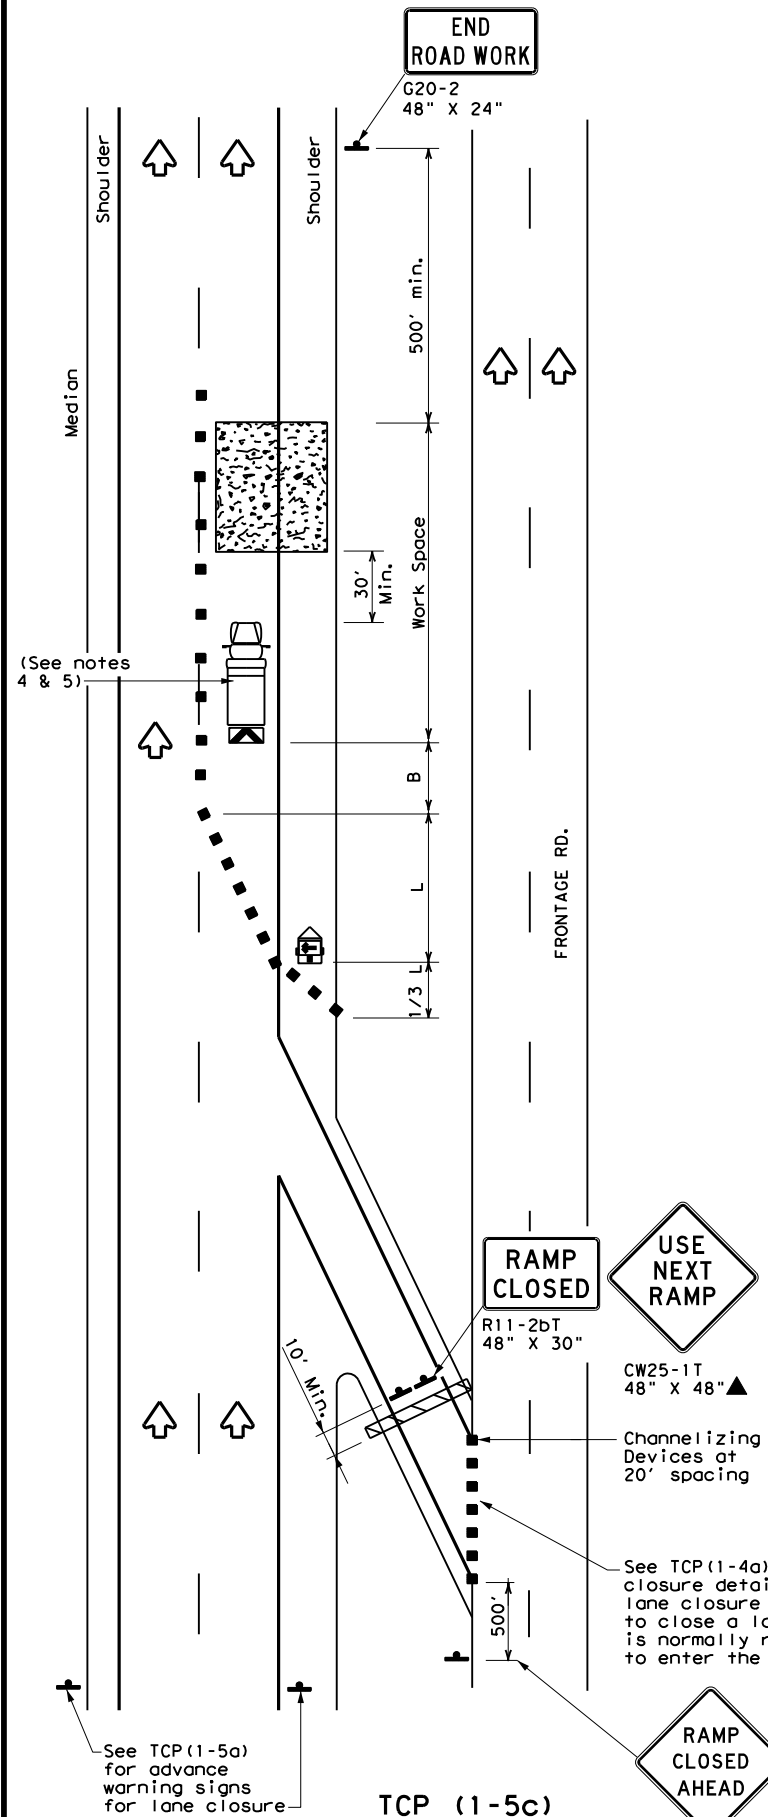 END
ROAD WORK
G20-2
48" X 24"
Shoulder
Shoulder
500' min.
Median
30'
Min.
Work Space
(See notes
4 & 5)
B
L
FRONTAGE RD.
1/3 L
RAMP
CLOSED
R11-2bT
48" X 30"
USE
NEXT
RAMP
CW25-1T
48" X 48"
10' Min.
Channelizing
Devices at
20' spacing
See TCP(1-4a)
closure
lane closure
to close a
is normally
to enter the
500'
See TCP(1-5a)
for advance
warning signs
for lane closure
RAMP
CLOSED
AHEAD
TCP (1-5c)